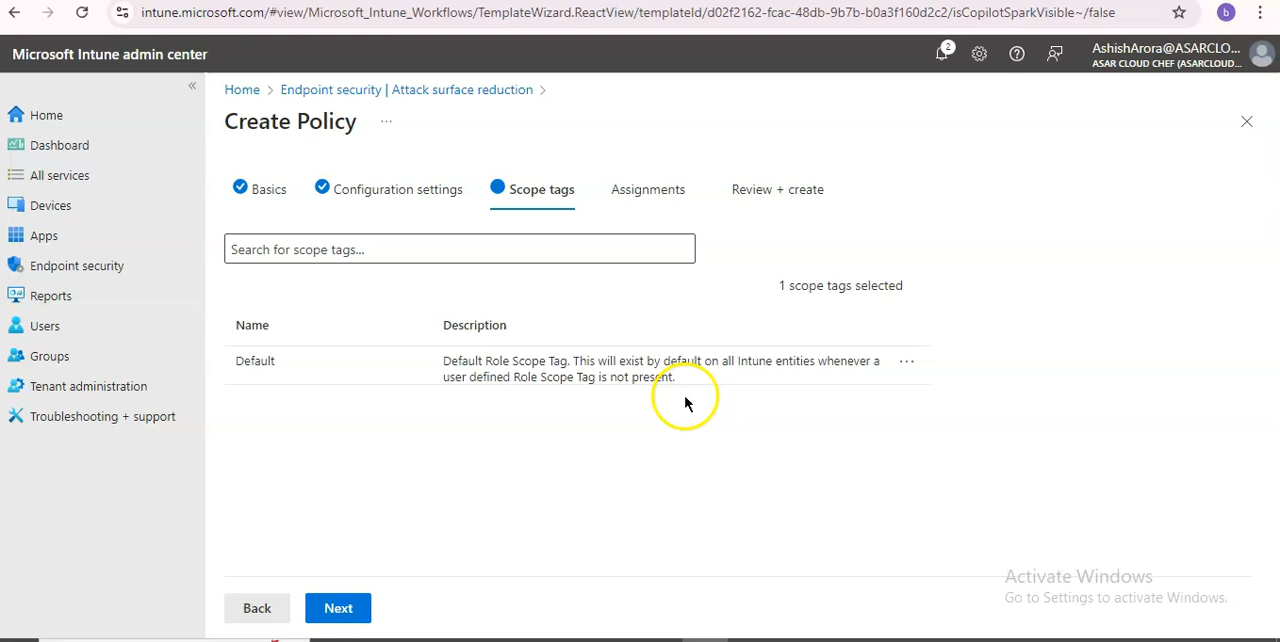 intune.microsoft.com/#view/Microsoft_Intune_Workflows/TemplateWizard.ReactView/templateId/d02f2162-fcac-48db-9b7b-b0a3f160d2c2/isCopilotSparkVisible~/false
b
Microsoft Intune admin center
2
AshishArora@ASARCLO...
ASAR CLOUD CHEF (ASARCLOUD...
Home
Dashboard
All services
Devices
Apps
Endpoint security
Reports
Users
Groups
Tenant administration
Troubleshooting + support
Home > Endpoint security | Attack surface reduction >
Create Policy ...
Basics
Configuration settings
Scope tags
Assignments
Review + create
Search for scope tags...
1 scope tags selected
Name Description
Default Default Role Scope Tag. This will exist by default on all Intune entities whenever a ...
user defined Role Scope Tag is not present.
Back
Next
Activate Windows
Go to Settings to activate Windows.